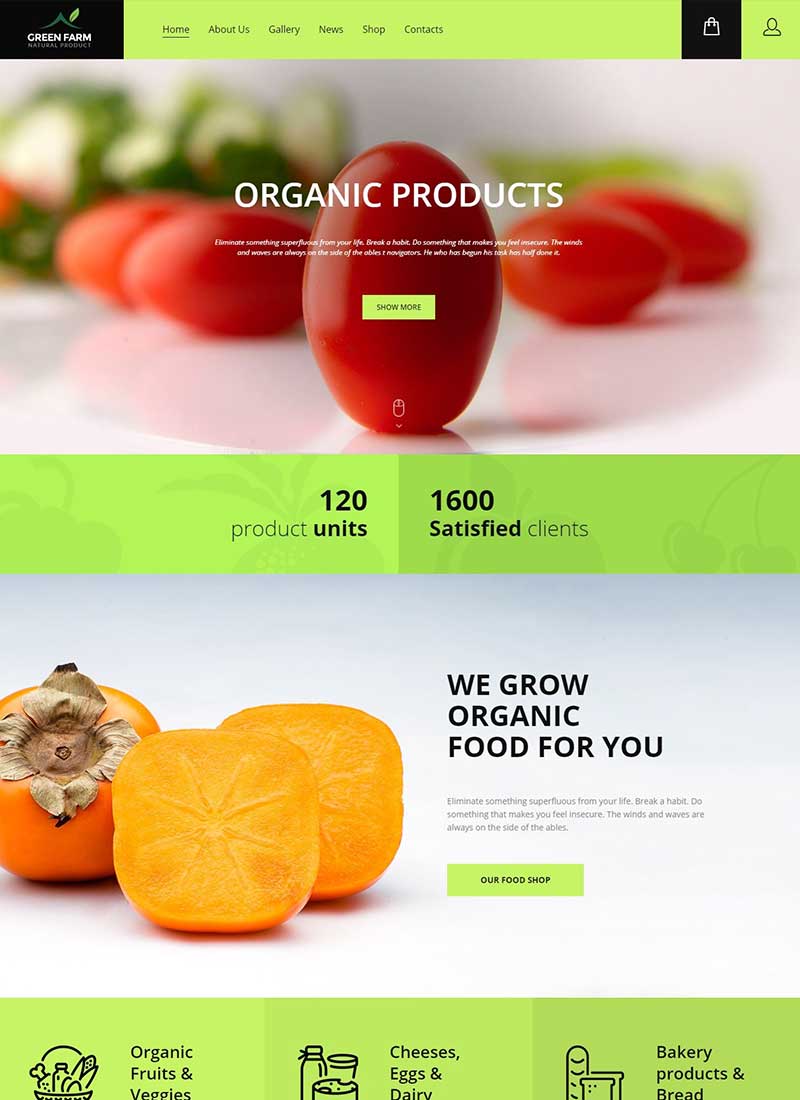 GREEN FARM
NATURAL PRODUCT
Home About Us Gallery News Shop Contacts
ORGANIC PRODUCTS
Eliminate something superfluous from your life. Break a habit. Do something that makes you feel insecure. The winds
and waves are always on the side of the ables t navigators. He who has begun his task has half done it.
SHOW MORE
120
product units
1600
Satisfied clients
WE GROW
ORGANIC
FOOD FOR YOU
Eliminate something superfluous from your life. Break a habit. Do
something that makes you feel insecure. The winds and waves are
always on the side of the ables.
OUR FOOD SHOP
Organic
Fruits &
Veggies
Cheeses,
Eggs &
Dairy
Bakery
products &
Bread